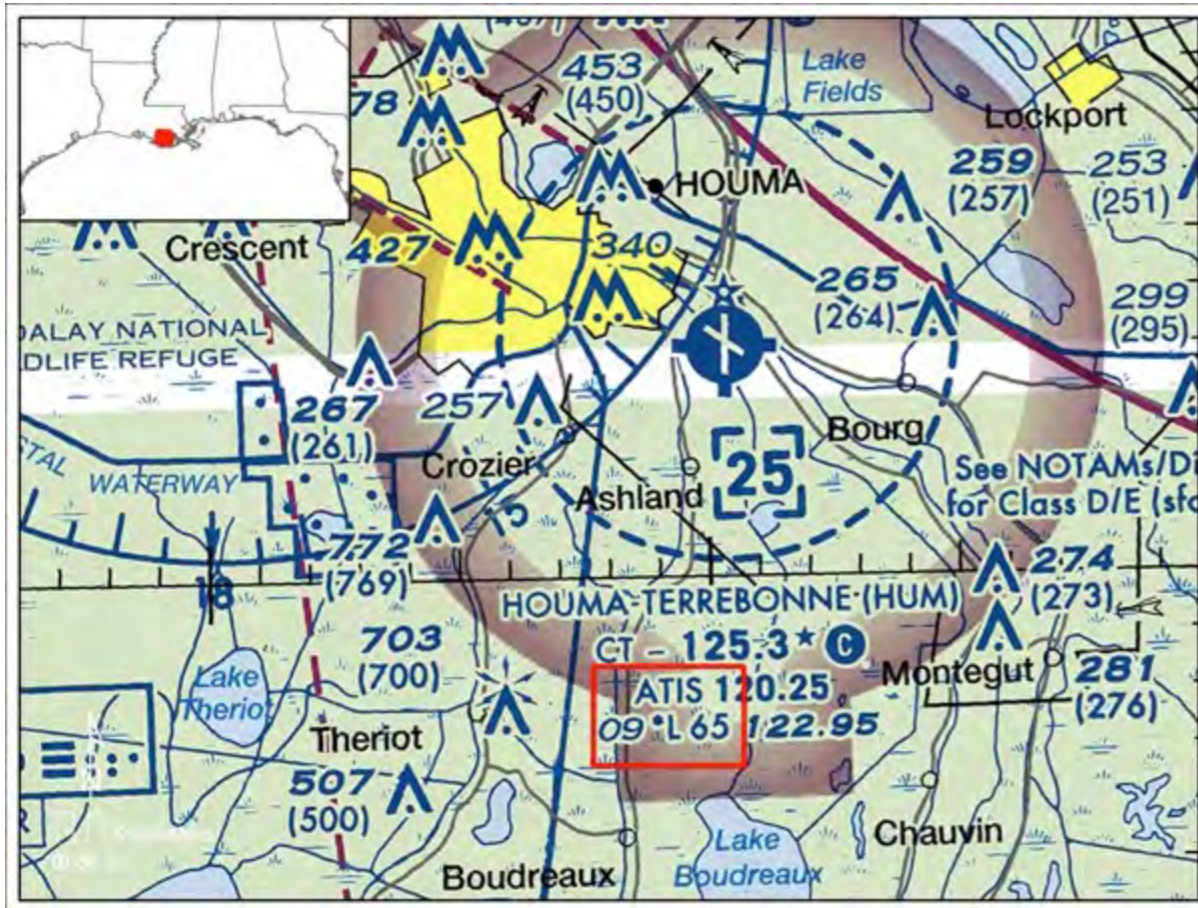 453
(450)
Lake
Fields
Lockport
259
(257)
253
(251)
HOUMA
Crescent
427
340
265
(264)
299
(295)
DALAY NATIONAL
DLIFE REFUGE
267
(261)
257
Bourg
25
Crozier
Ashland
WATERWAY
See NOTAMs/D
for Class D/E (sfc
772
(769)
18
274
(273)
HOUMA-TERREBONNE (HUM)
CT - 125.3* C
703
(700)
Lake
Theriot
ATIS 120.25
09 *L 65 122.95
Montegut
281
(276)
Theriot
507
(500)
Boudreaux
Lake
Boudreaux
Chauvin